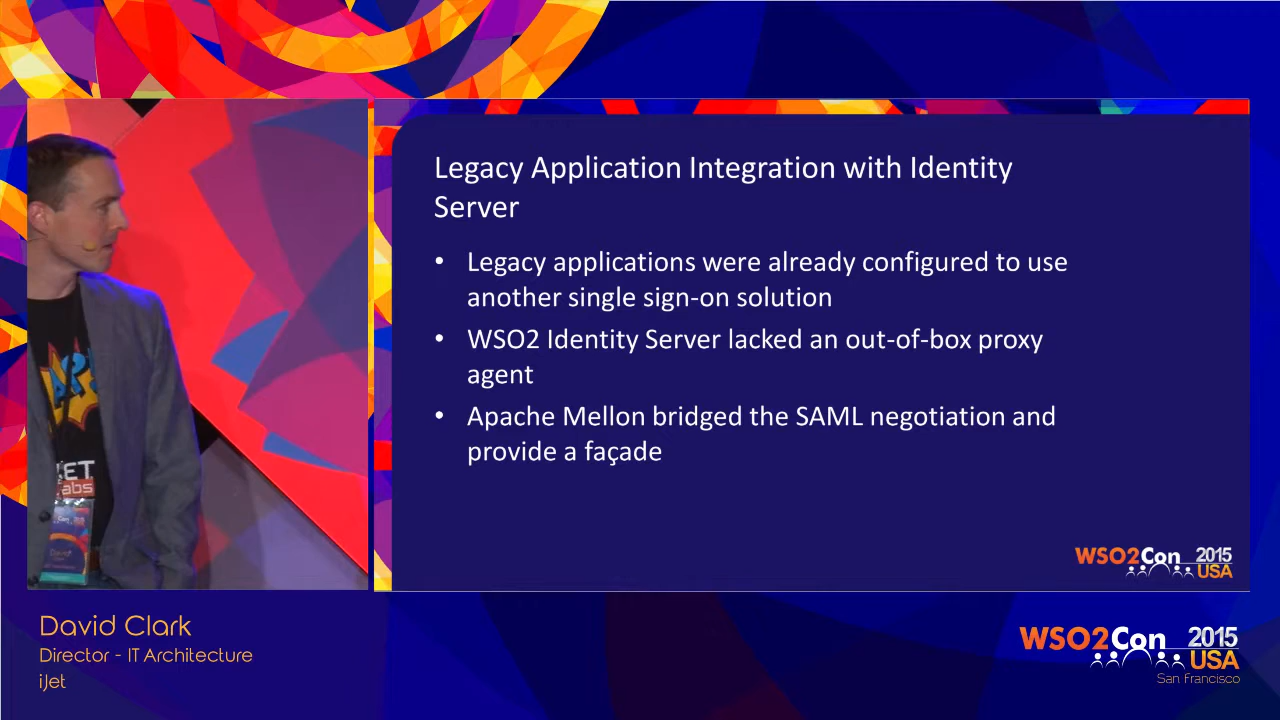 Legacy Application Integration with Identity
Server
• Legacy applications were already configured to use
another single sign-on solution
• WSO2 Identity Server lacked an out-of-box proxy
agent
• Apache Mellon bridged the SAML negotiation and
provide a façade
WSO2Con 2015
USA
abs
David
David Clark
Director - IT Architecture
iJet
WSO2Con 2015
USA
San Francisco